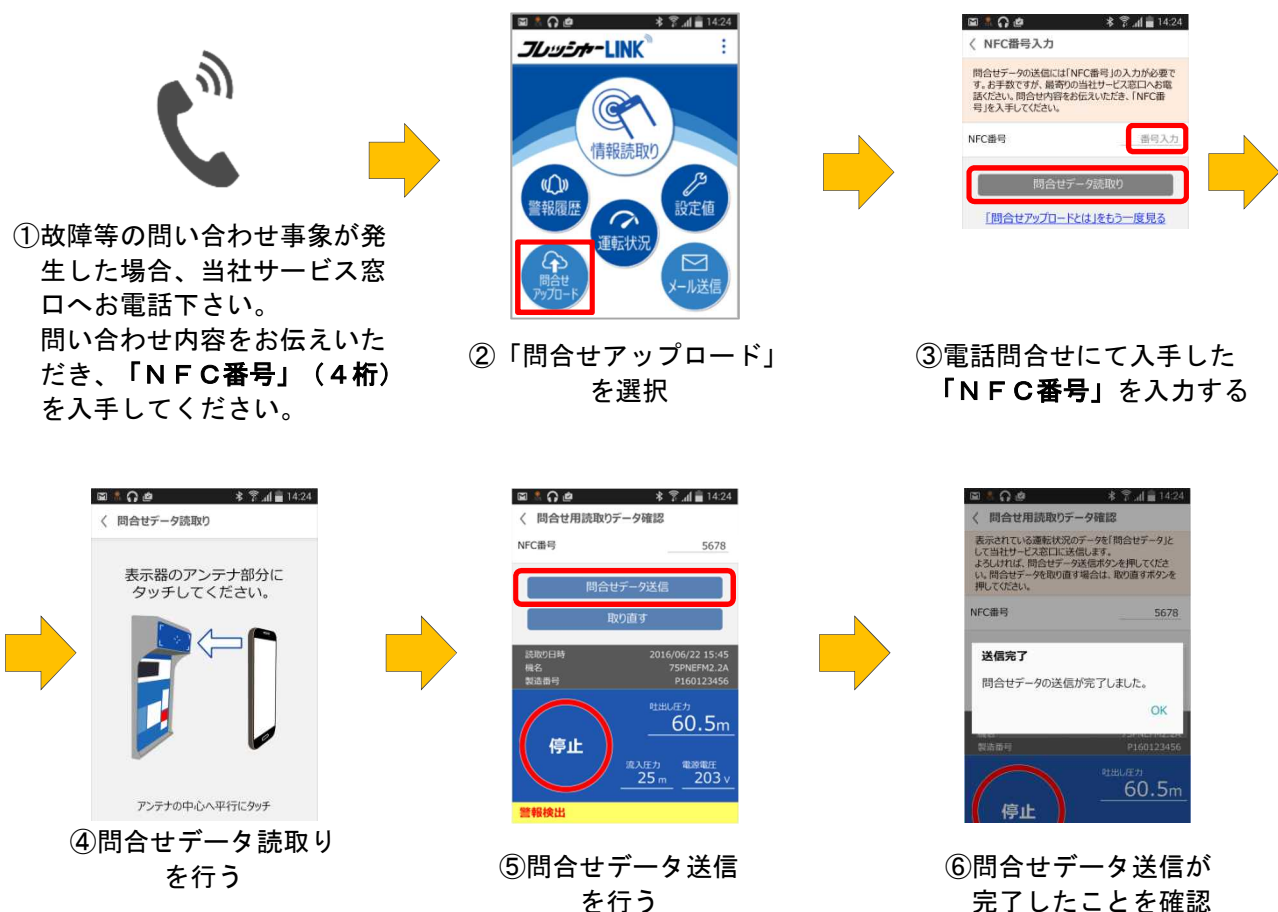 ①故障等の問い合わせ事象が発
生した場合、当社サービス窓
口へお電話下さい。
問い合わせ内容をお伝えいた
だき、「ＮＦＣ番号」（４桁）
を入手してください。
14:24
フレッシャーLINK
情報読取り
警報履歴
設定値
運転状況
問合せ
アップロード
メール送信
②「問合せアップロード」
を選択
14:24
〈 NFC番号入力
問合せデータの送信には「NFC番号」の入力が必要で
す。お手数ですが、最寄りの当社サービス窓口へお電
話ください。問合せ内容をお伝えいただき、「NFC番
号」を入手してください。
NFC番号 番号入力
問合せデータ読取り
「問合せアップロードとは」をもう一度見る
③電話問合せにて入手した
「ＮＦＣ番号」を入力する
14:24
〈 問合せデータ読取り
表示器のアンテナ部分に
タッチしてください。
アンテナの中心へ平行にタッチ
④問合せデータ読取り
を行う
14:24
〈 問合せ用読取りデータ確認
NFC番号 5678
問合せデータ送信
取り直す
読取り日時 2016/06/22 15:45
機名 75PNEFM2.2A
製造番号 P160123456
停止
吐出し圧力
60.5m
流入圧力 電源電圧
25 m 203 v
警報検出
⑤問合せデータ送信
を行う
14:24
〈 問合せ用読取りデータ確認
表示されている運転状況のデータを「問合せデータ」と
して当社サービス窓口に送信します。
よろしければ、問合せデータ送信ボタンを押してくださ
い。問合せデータを取り直す場合は、取り直すボタンを
押してください。
NFC番号 5678
送信完了
問合せデータの送信が完了しました。
OK
機名 75PNEFM2.2A
製造番号 P160123456
吐出し圧力
60.5m
停止
⑥問合せデータ送信が
完了したことを確認